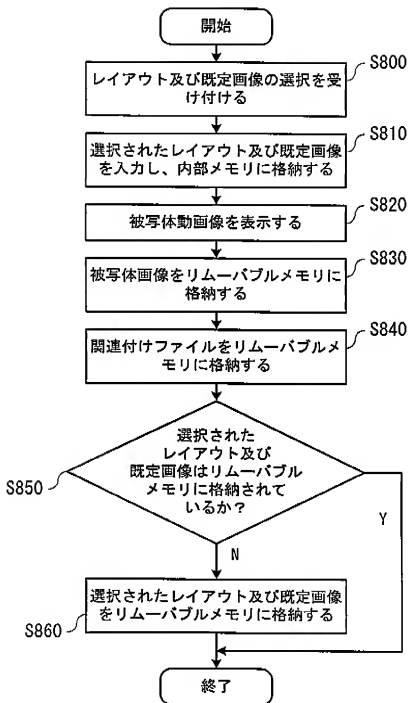 開始
S800
レイアウト及び既定画像の選択を受
け付ける
S810
選択されたレイアウト及び既定画像
を入力し、内部メモリに格納する
S820
被写体動画像を表示する
S830
被写体画像をリムーバブルメモリに
格納する
S840
関連付けファイルをリムーバブルメ
モリに格納する
選択された
レイアウト及び
既定画像はリムーバブル
メモリに格納されて
いるか?
S850
Y
N
選択されたレイアウト及び既定画像
をリムーバブルメモリに格納する
S860
終了